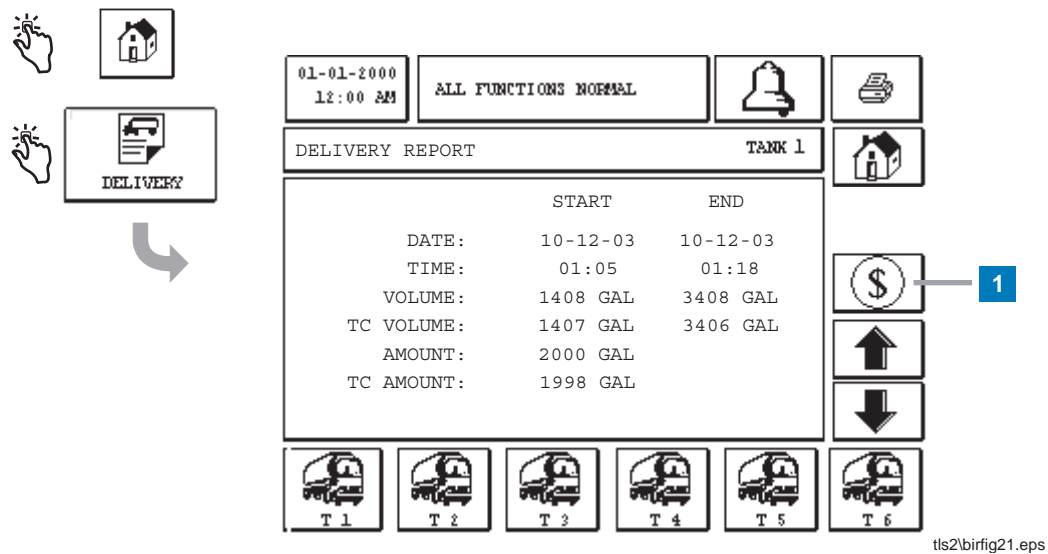 DELIVERY
01-01-2000
12:00 AM
ALL FUNCTIONS NORMAL
DELIVERY REPORT TANK 1
START END
DATE: 10-12-03 10-12-03
TIME: 01:05 01:18
VOLUME: 1408 GAL 3408 GAL
TC VOLUME: 1407 GAL 3406 GAL
AMOUNT: 2000 GAL
TC AMOUNT: 1998 GAL
$
1
T 1 T 2 T 3 T 4 T 5 T 6
tls2\birfig21.eps